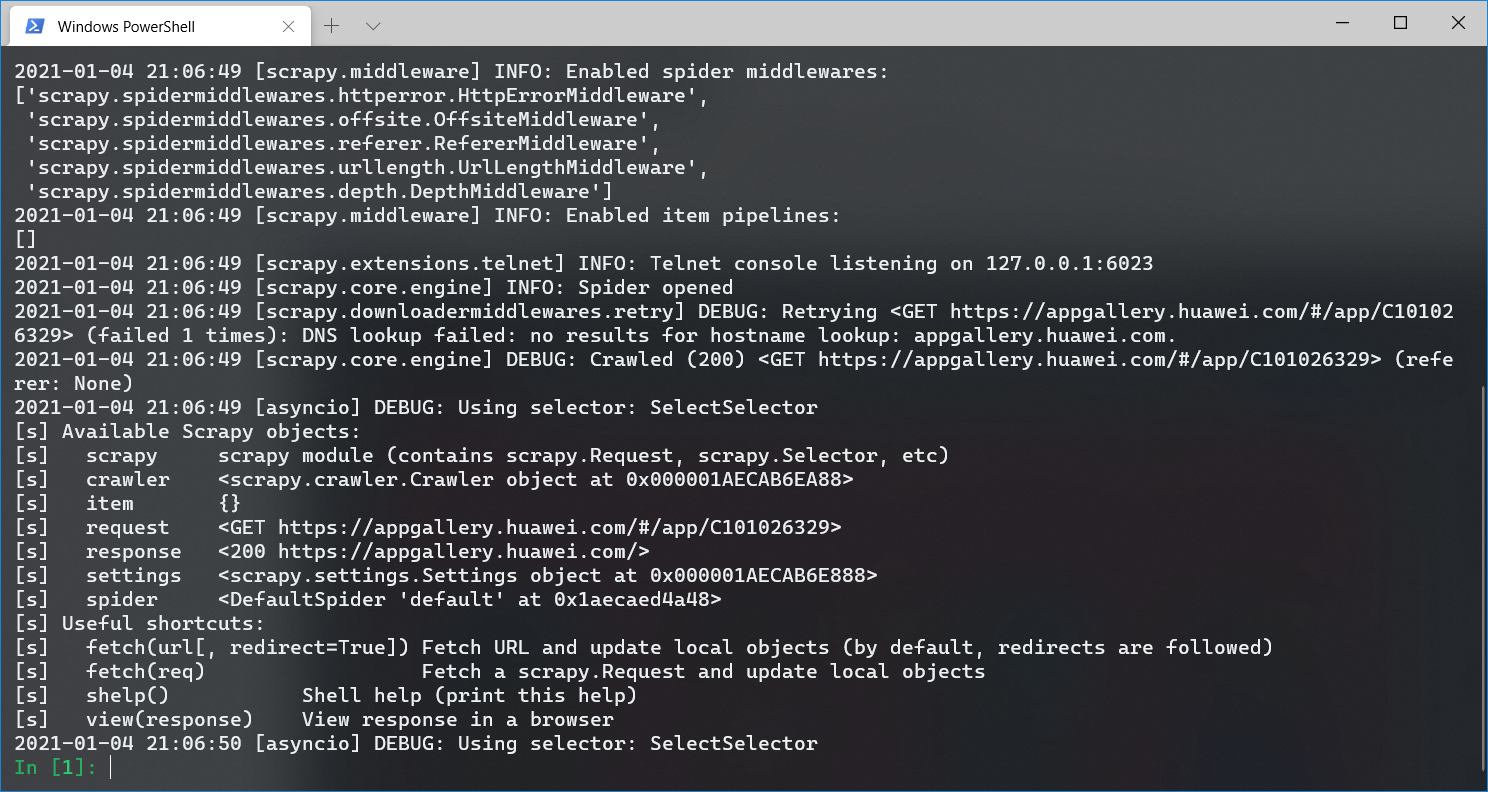 Windows PowerShell
2021-01-04 21:06:49 [scrapy.middleware] INFO: Enabled spider middlewares:
['scrapy.spidermiddlewares.httperror.HttpErrorMiddleware',
 'scrapy.spidermiddlewares.offsite.OffsiteMiddleware',
 'scrapy.spidermiddlewares.referer.RefererMiddleware',
 'scrapy.spidermiddlewares.urllength.UrlLengthMiddleware',
 'scrapy.spidermiddlewares.depth.DepthMiddleware']
2021-01-04 21:06:49 [scrapy.middleware] INFO: Enabled item pipelines:
[]
2021-01-04 21:06:49 [scrapy.extensions.telnet] INFO: Telnet console listening on 127.0.0.1:6023
2021-01-04 21:06:49 [scrapy.core.engine] INFO: Spider opened
2021-01-04 21:06:49 [scrapy.downloadermiddlewares.retry] DEBUG: Retrying <GET https://appgallery.huawei.com/#/app/C10102
6329> (failed 1 times): DNS lookup failed: no results for hostname lookup: appgallery.huawei.com.
2021-01-04 21:06:49 [scrapy.core.engine] DEBUG: Crawled (200) <GET https://appgallery.huawei.com/#/app/C101026329> (refe
rer: None)
2021-01-04 21:06:49 [asyncio] DEBUG: Using selector: SelectSelector
[s] Available Scrapy objects:
[s]   scrapy     scrapy module (contains scrapy.Request, scrapy.Selector, etc)
[s]   crawler    <scrapy.crawler.Crawler object at 0x000001AECAB6EA88>
[s]   item       {}
[s]   request    <GET https://appgallery.huawei.com/#/app/C101026329>
[s]   response   <200 https://appgallery.huawei.com/>
[s]   settings   <scrapy.settings.Settings object at 0x000001AECAB6E888>
[s]   spider     <DefaultSpider 'default' at 0x1aecaed4a48>
[s] Useful shortcuts:
[s]   fetch(url[, redirect=True]) Fetch URL and update local objects (by default, redirects are followed)
[s]   fetch(req)                  Fetch a scrapy.Request and update local objects
[s]   shelp()           Shell help (print this help)
[s]   view(response)    View response in a browser
2021-01-04 21:06:50 [asyncio] DEBUG: Using selector: SelectSelector
In [1]: